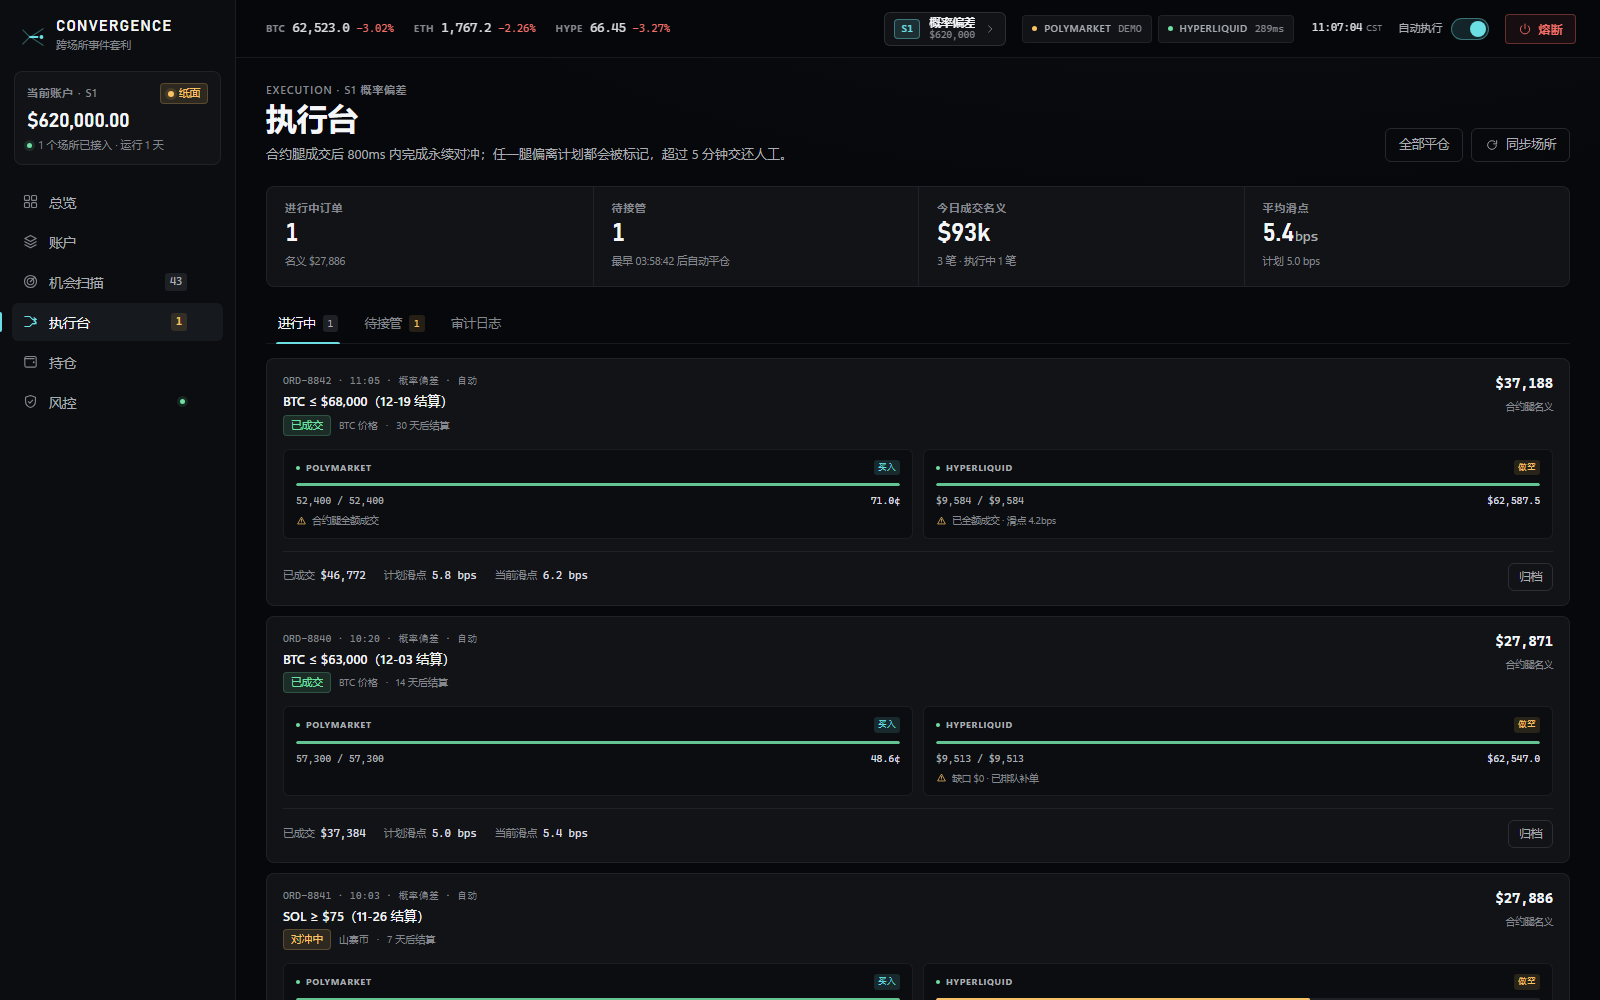 CONVERGENCE
跨场所事件套利
BTC 62,523.0 -3.02% ETH 1,767.2 -2.26% HYPE 66.45 -3.27%
S1 概率偏差 $620,000
POLYMARKET DEMO
HYPERLIQUID 289ms
11:07:04 CST
自动执行
熔断
当前账户 · S1
纸面
$620,000.00
1 个场所已接入 · 运行 1 天
总览
账户
机会扫描 43
执行台 1
持仓
风控
EXECUTION · S1 概率偏差
执行台
合约腿成交后 800ms 内完成永续对冲；任一腿偏离计划都会被标记，超过 5 分钟交还人工。
全部平仓
同步场所
进行中订单
1
名义 $27,886
待接管
1
最早 03:58:42 后自动平仓
今日成交名义
$93k
3 笔 · 执行中 1 笔
平均滑点
5.4bps
计划 5.0 bps
进行中 1
待接管 1
审计日志
ORD-8842 · 11:05 · 概率偏差 · 自动
BTC ≤ $68,000（12-19 结算）
已成交 BTC 价格 · 30 天后结算
$37,188
合约腿名义
POLYMARKET 买入
52,400 / 52,400 71.0¢
合约腿全额成交
HYPERLIQUID 做空
$9,584 / $9,584 $62,587.5
已全额成交 · 滑点 4.2bps
已成交 $46,772 计划滑点 5.8 bps 当前滑点 6.2 bps
归档
ORD-8840 · 10:20 · 概率偏差 · 自动
BTC ≤ $63,000（12-03 结算）
已成交 BTC 价格 · 14 天后结算
$27,871
合约腿名义
POLYMARKET 买入
57,300 / 57,300 48.6¢
HYPERLIQUID 做空
$9,513 / $9,513 $62,547.0
缺口 $0 · 已排队补单
已成交 $37,384 计划滑点 5.0 bps 当前滑点 5.4 bps
归档
ORD-8841 · 10:03 · 概率偏差 · 自动
SOL ≥ $75（11-26 结算）
对冲中 山寨币 · 7 天后结算
$27,886
合约腿名义
POLYMARKET 买入
HYPERLIQUID 做空